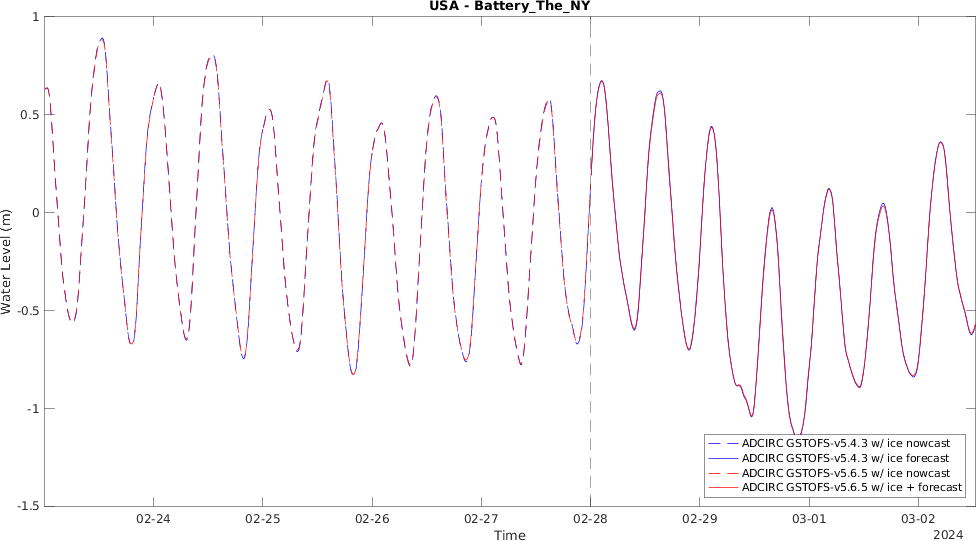 USA - Battery_The_NY
1
0.5
0
-0.5
-1
-1.5
Water Level (m)
ADCIRC GSTOFS-v5.4.3 w/ ice nowcast
ADCIRC GSTOFS-v5.4.3 w/ ice forecast
ADCIRC GSTOFS-v5.6.5 w/ ice nowcast
ADCIRC GSTOFS-v5.6.5 w/ ice + forecast
02-24 02-25 02-26 02-27 02-28 02-29 03-01 03-02
Time
2024